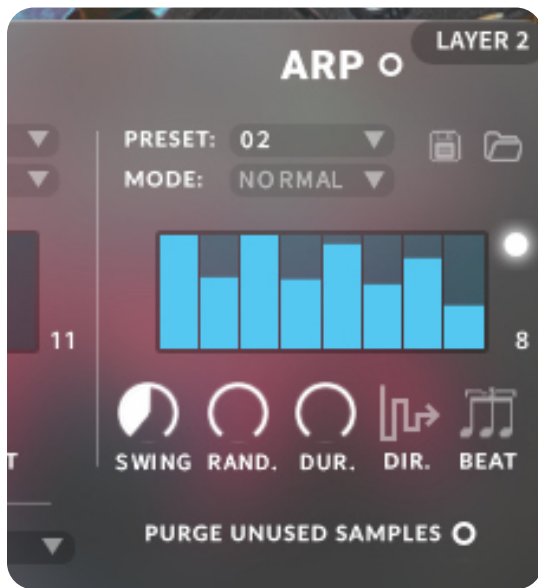 LAYER 2
ARP
PRESET: 02
MODE: NORMAL
11
8
T
SWING RAND. DUR. DIR. BEAT
PURGE UNUSED SAMPLES